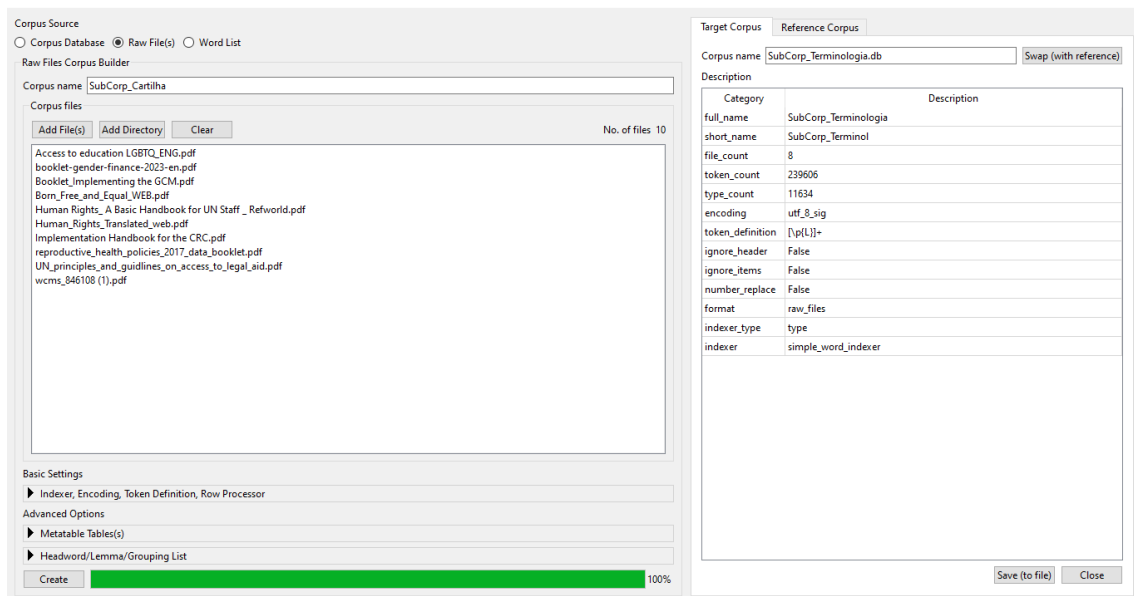 Corpus Source
Corpus Database Raw File(s) Word List
Raw Files Corpus Builder
Corpus name SubCorp_Cartilha
Corpus files
Add File(s) Add Directory Clear No. of files 10
Access to education LGBTQ_ENG.pdf
booklet-gender-finance-2023-en.pdf
Booklet_Implementing the GCM.pdf
Born_Free_and_Equal_WEB.pdf
Human Rights_ A Basic Handbook for UN Staff _ Refworld.pdf
Human_Rights_Translated_web.pdf
Implementation Handbook for the CRC.pdf
reproductive_health_policies_2017_data_booklet.pdf
UN_principles_and_guidlines_on_access_to_legal_aid.pdf
wcms_846108 (1).pdf
Basic Settings
Indexer, Encoding, Token Definition, Row Processor
Advanced Options
Metatable Tables(s)
Headword/Lemma/Grouping List
Create 100%
Target Corpus Reference Corpus
Corpus name SubCorp_Terminologia.db Swap (with reference)
Description
Category Description
full_name SubCorp_Terminologia
short_name SubCorp_Terminol
file_count 8
token_count 239606
type_count 11634
encoding utf_8_sig
token_definition [\p{L}]+
ignore_header False
ignore_items False
number_replace False
format raw_files
indexer_type type
indexer simple_word_indexer
Save (to file) Close